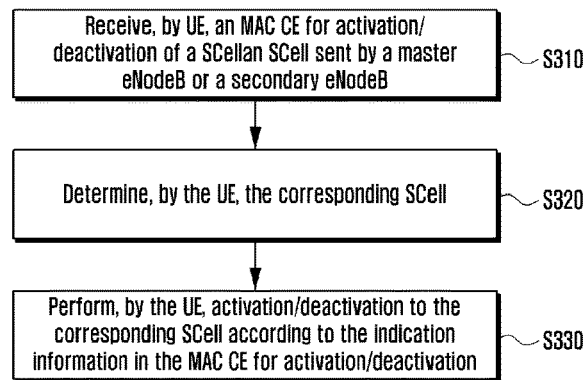 Receive, by UE, an MAC CE for activation/
deactivation of a SCellan SCell sent by a master
eNodeB or a secondary eNodeB
S310
Determine, by the UE, the corresponding SCell
S320
Perform, by the UE, activation/deactivation to the
corresponding SCell according to the indication
information in the MAC CE for activation/deactivation
S330